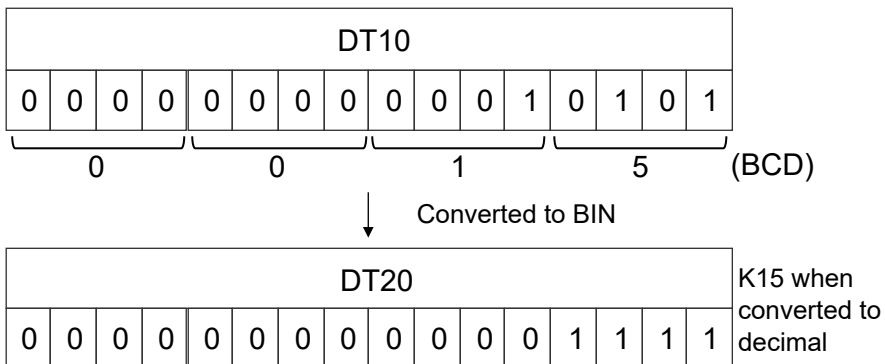 DT10
0 0 0 0 0 0 0 0 0 0 0 1 0 1 0 1
0 0 1 5 (BCD)
Converted to BIN
DT20
0 0 0 0 0 0 0 0 0 0 0 0 1 1 1 1
K15 when
converted to
decimal